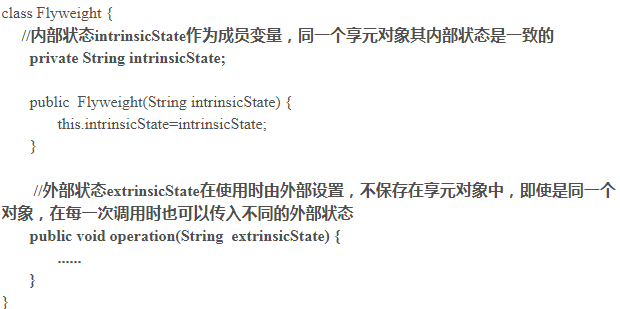 class Flyweight {
//内部状态intrinsicState作为成员变量，同一个享元对象其内部状态是一致的
private String intrinsicState;
public  Flyweight(String intrinsicState) {
this.intrinsicState=intrinsicState;
}
//外部状态extrinsicState在使用时由外部设置，不保存在享元对象中，即使是同一个
对象，在每一次调用时也可以传入不同的外部状态
public void operation(String  extrinsicState) {
......
}
}